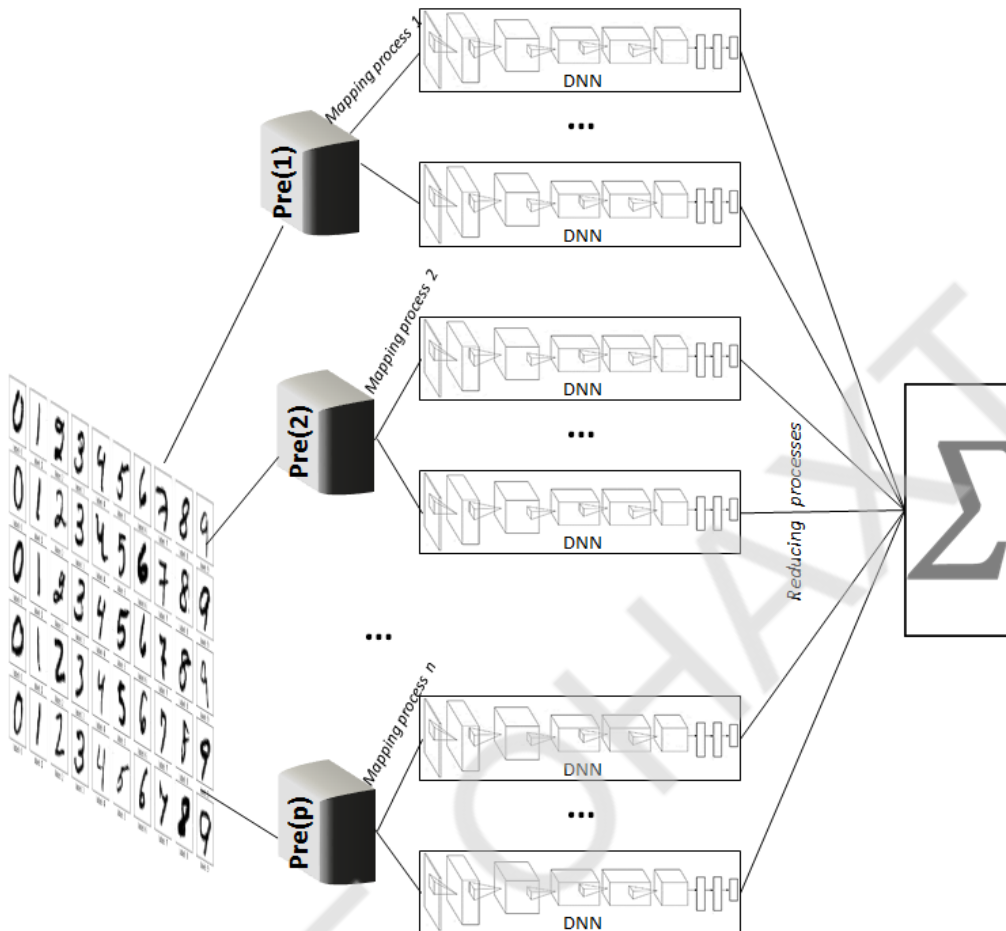 Mapping process 1
Pre(1)
DNN
...
DNN
Mapping process 2
Pre(2)
DNN
...
DNN
Reducing processes
Σ
...
Mapping process n
Pre(p)
DNN
...
DNN
0 1 2 3 4 5 6 7 8 9
0 1 2 3 4 5 6 7 8 9
0 1 2 3 4 5 6 7 8 9
0 1 2 3 4 5 6 7 8 9
0 1 2 3 4 5 6 7 8 9